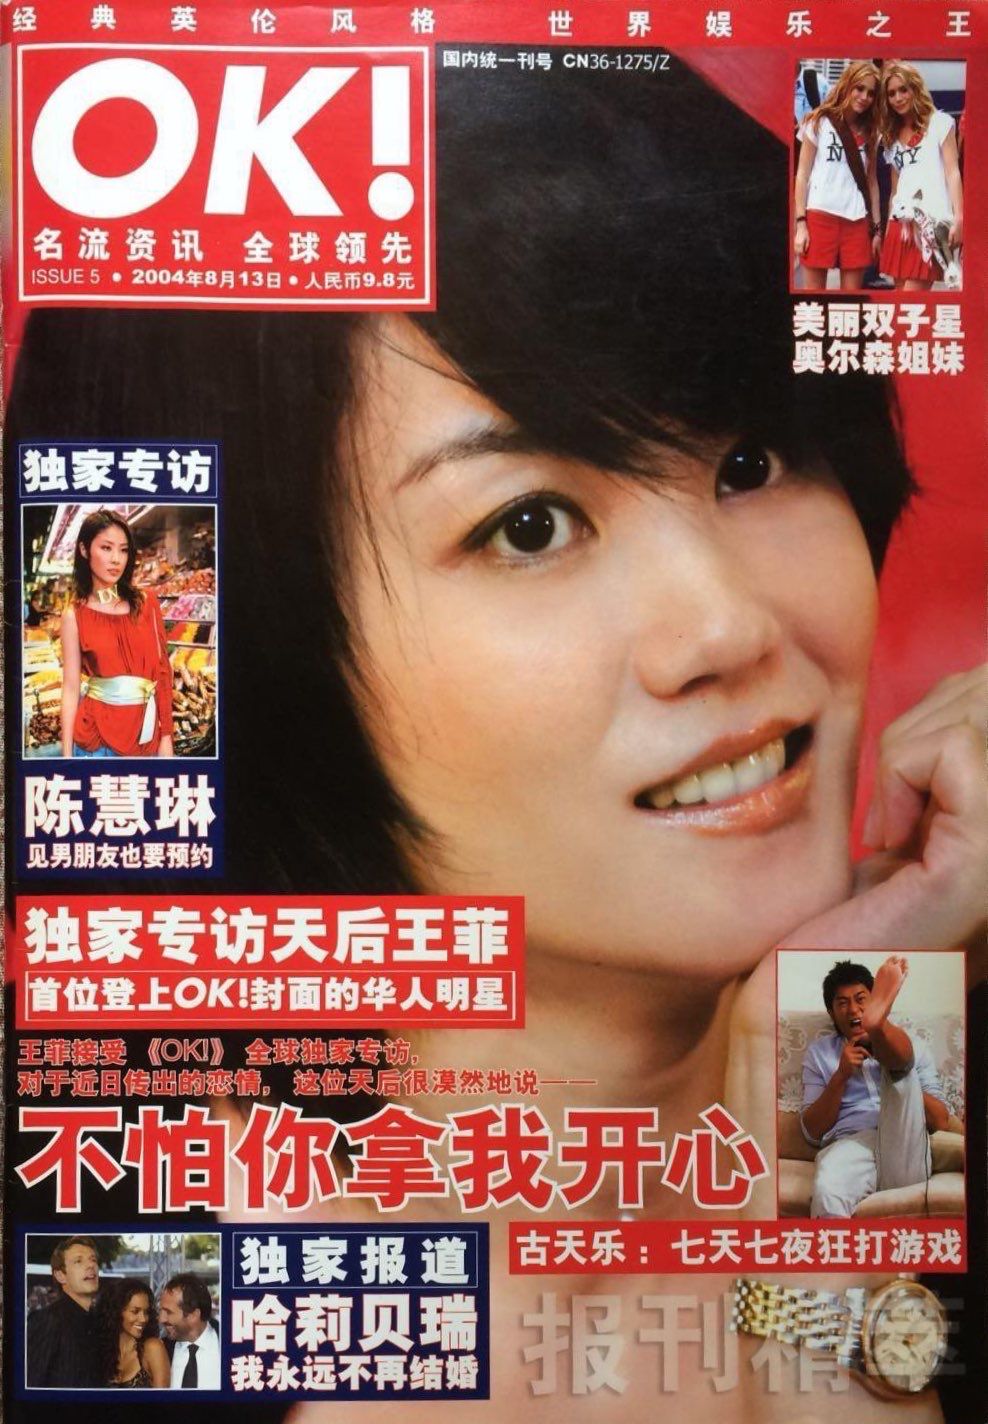 经典英伦风格 世界娱乐之王
OK!
名流资讯 全球领先
ISSUE 5 • 2004年8月13日 • 人民币9.8元
国内统一刊号 CN36-1275/Z
美丽双子星
奥尔森姐妹
独家专访
陈慧琳
见男朋友也要预约
独家专访天后王菲
首位登上OK!封面的华人明星
王菲接受《OK!》全球独家专访,
对于近日传出的恋情，这位天后很漠然地说——
不怕你拿我开心
古天乐：七天七夜狂打游戏
独家报道
哈莉贝瑞
我永远不再结婚
报刊精萃